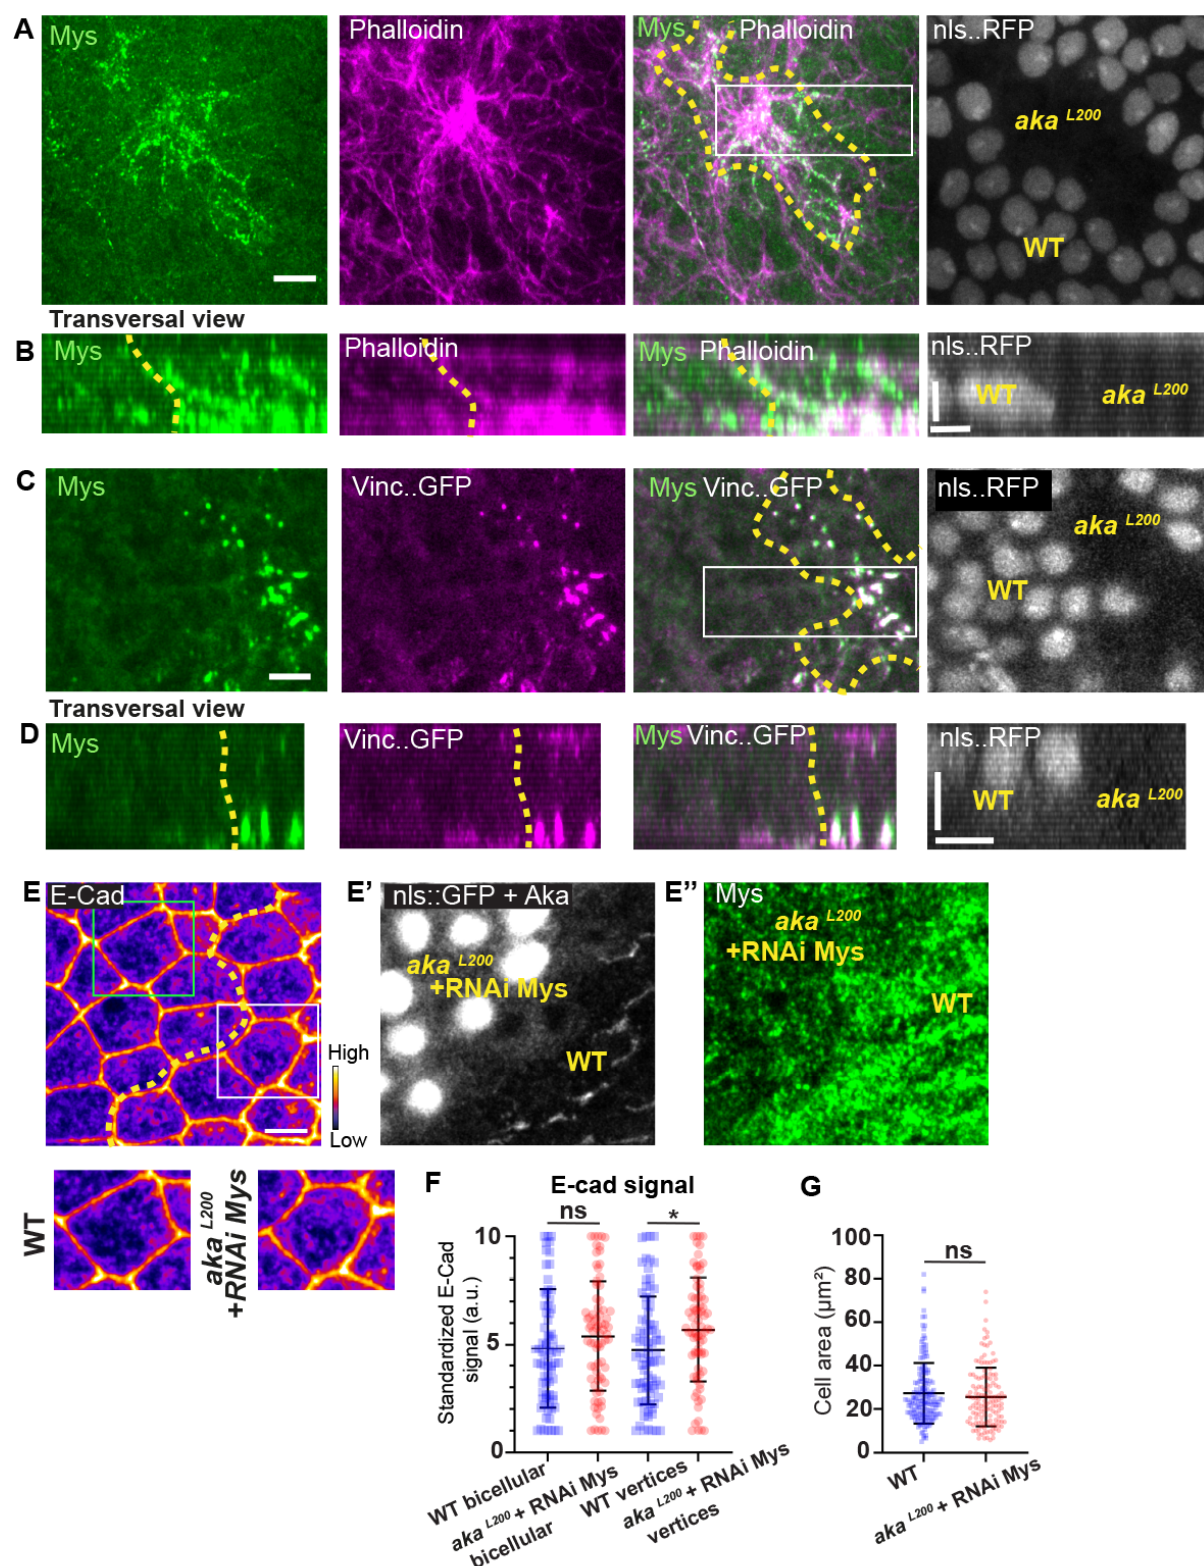 A
Mys
Phalloidin
Mys Phalloidin
nls..RFP
aka L200
WT
Transversal view
B
Mys
Phalloidin
Mys Phalloidin
nls..RFP
WT
aka L200
C
Mys
Vinc..GFP
Mys Vinc..GFP
nls..RFP
aka L200
WT
Transversal view
D
Mys
Vinc..GFP
Mys Vinc..GFP
nls..RFP
WT
aka L200
E
E-Cad
High
Low
E'
nls::GFP + Aka
aka L200
+RNAi Mys
WT
E''
Mys
aka L200
+RNAi Mys
WT
WT
aka L200
+RNAi Mys
F
E-cad signal
ns
*
Standardized E-Cad
signal (a.u.)
10
5
0
WT bicellular
aka L200 + RNAi Mys
bicellular
WT vertices
aka L200 + RNAi Mys
vertices
G
ns
Cell area (µm²)
100
80
60
40
20
0
WT
aka L200 + RNAi Mys